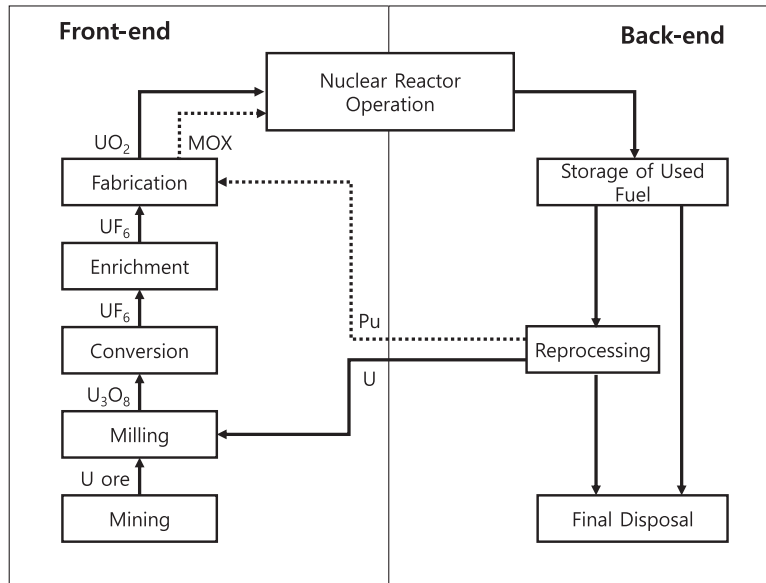 Front-end
Back-end
Nuclear Reactor
Operation
UO₂
MOX
Fabrication
Storage of Used
Fuel
UF₆
Enrichment
UF₆
Pu
Conversion
Reprocessing
U
U₃O₈
Milling
U ore
Mining
Final Disposal